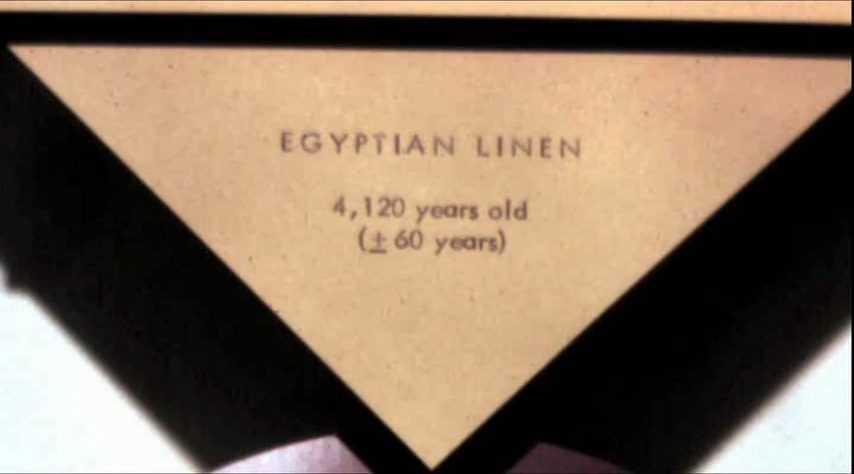 EGYPTIAN LINEN
4,120 years old
(± 60 years)